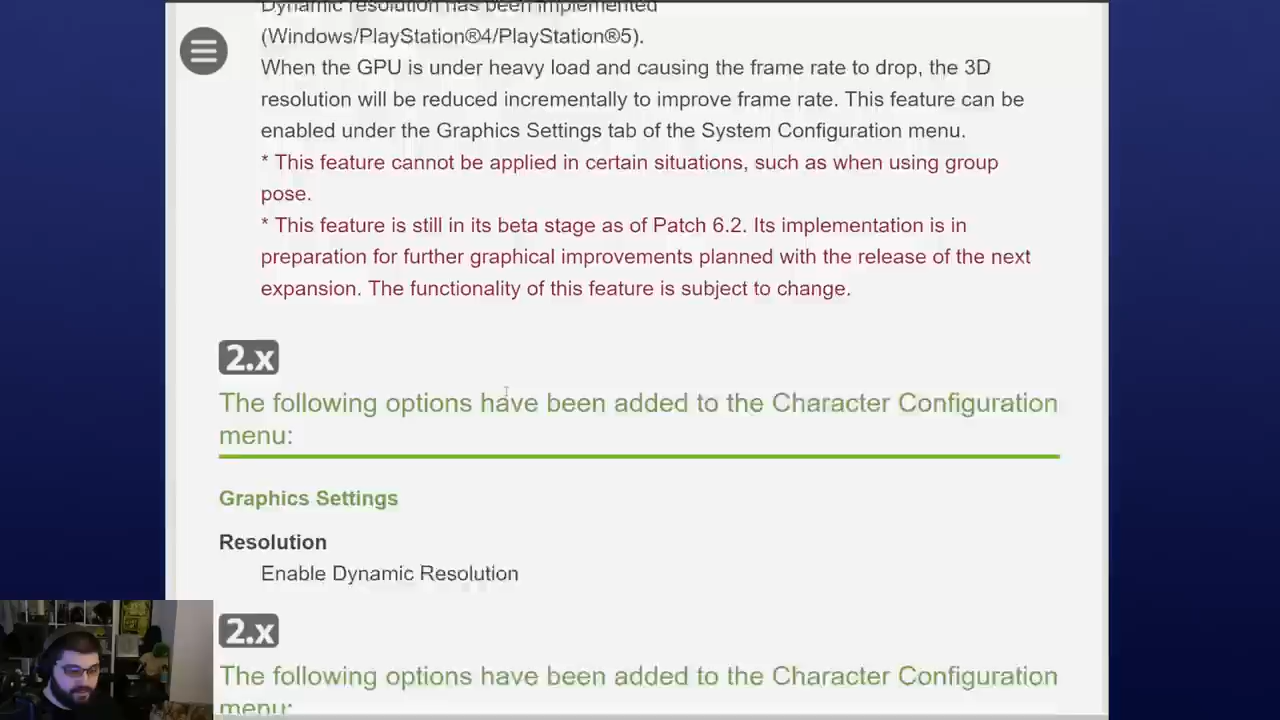 Dynamic resolution has been implemented
(Windows/PlayStation®4/PlayStation®5).
When the GPU is under heavy load and causing the frame rate to drop, the 3D
resolution will be reduced incrementally to improve frame rate. This feature can be
enabled under the Graphics Settings tab of the System Configuration menu.
* This feature cannot be applied in certain situations, such as when using group
pose.
* This feature is still in its beta stage as of Patch 6.2. Its implementation is in
preparation for further graphical improvements planned with the release of the next
expansion. The functionality of this feature is subject to change.
2.x
The following options have been added to the Character Configuration
menu:
Graphics Settings
Resolution
Enable Dynamic Resolution
2.x
The following options have been added to the Character Configuration
menu: